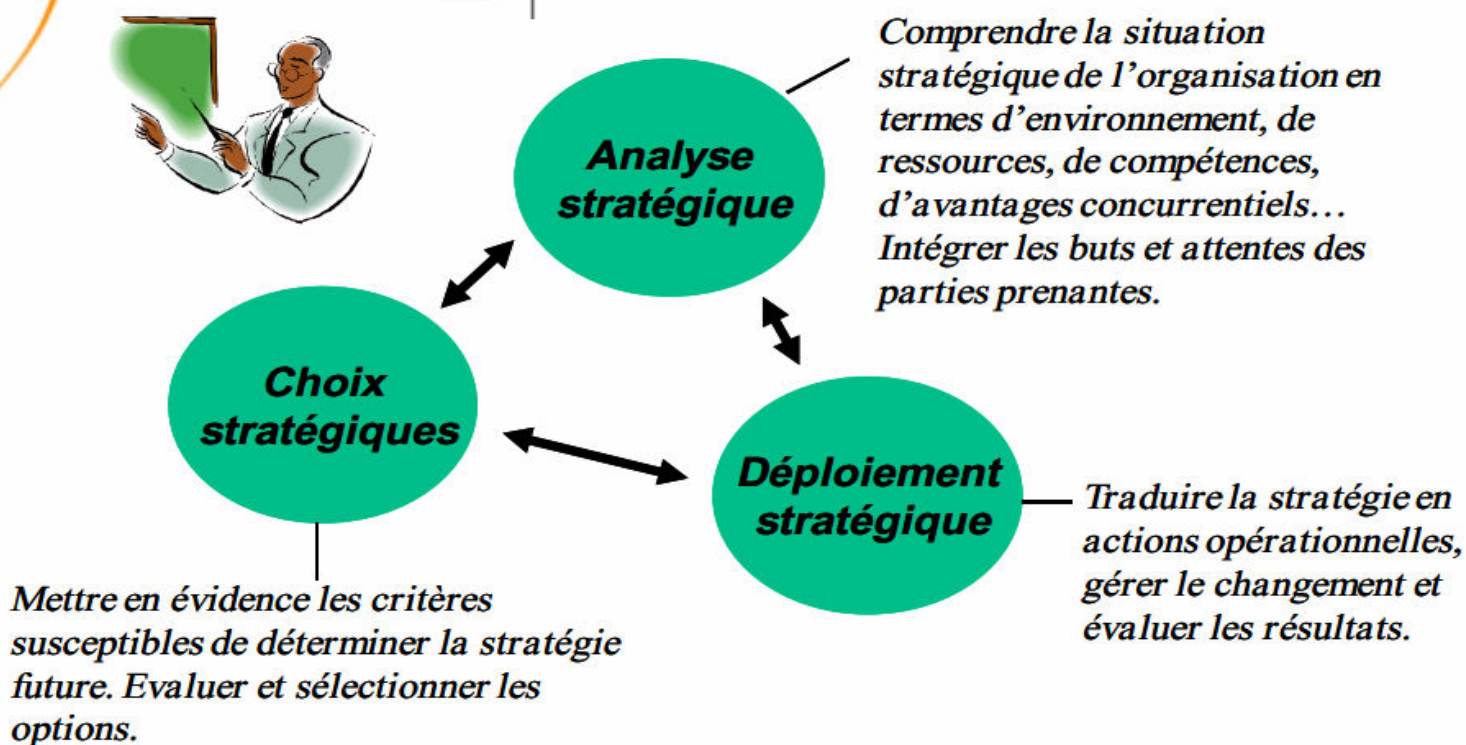 Comprendre la situation
stratégique de l’organisation en
termes d’environnement, de
ressources, de compétences,
d’avantages concurrentiels…
Intégrer les buts et attentes des
parties prenantes.
Analyse
stratégique
Choix
stratégiques
Déploiement
stratégique
Traduire la stratégie en
actions opérationnelles,
gérer le changement et
évaluer les résultats.
Mettre en évidence les critères
susceptibles de déterminer la stratégie
future. Evaluer et sélectionner les
options.